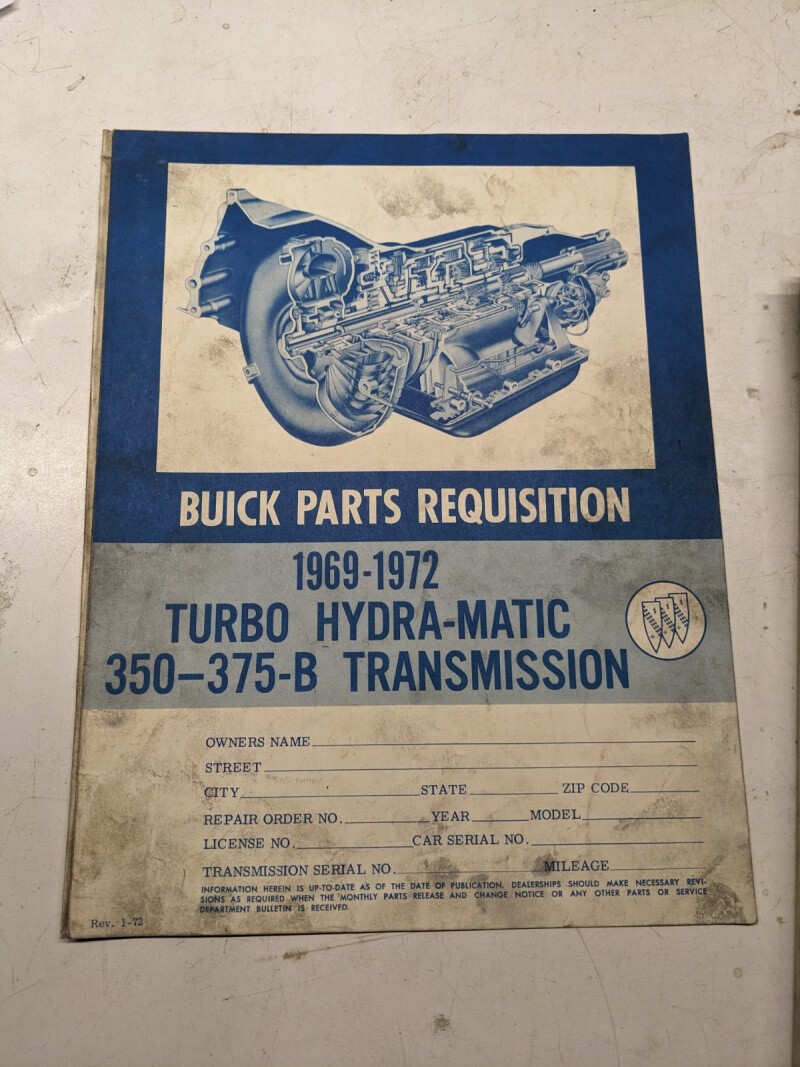 BUICK PARTS REQUISITION
1969-1972
TURBO HYDRA-MATIC
350-375-B TRANSMISSION
OWNERS NAME
STREET
CITY STATE ZIP CODE
REPAIR ORDER NO. YEAR MODEL
LICENSE NO. CAR SERIAL NO.
TRANSMISSION SERIAL NO. MILEAGE
INFORMATION HEREIN IS UP-TO-DATE AS OF THE DATE OF PUBLICATION. DEALERSHIPS SHOULD MAKE NECESSARY REVI-
SIONS AS REQUIRED WHEN THE MONTHLY PARTS RELEASE AND CHANGE NOTICE OR ANY OTHER PARTS OR SERVICE
DEPARTMENT BULLETIN IS RECEIVED.
Rev. 1-72